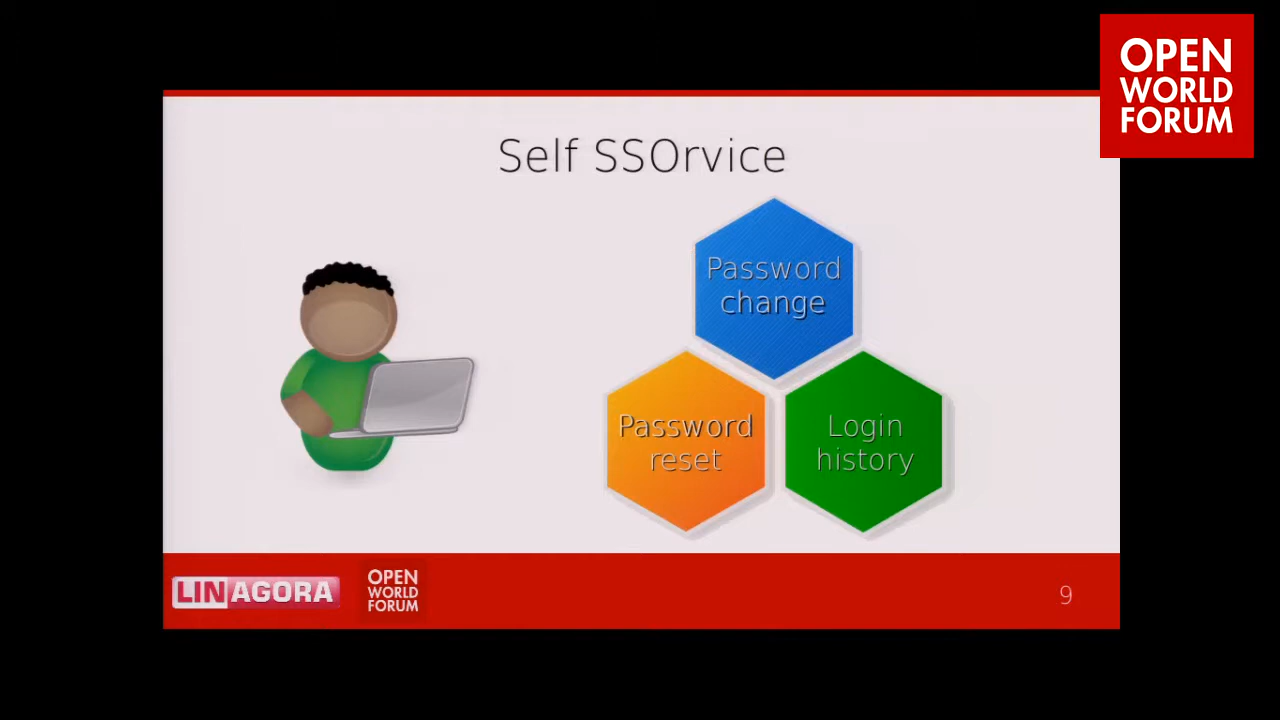 OPEN
WORLD
FORUM
Self SSOrvice
Password
change
Password
reset
Login
history
LINAGORA
OPEN
WORLD
FORUM
9